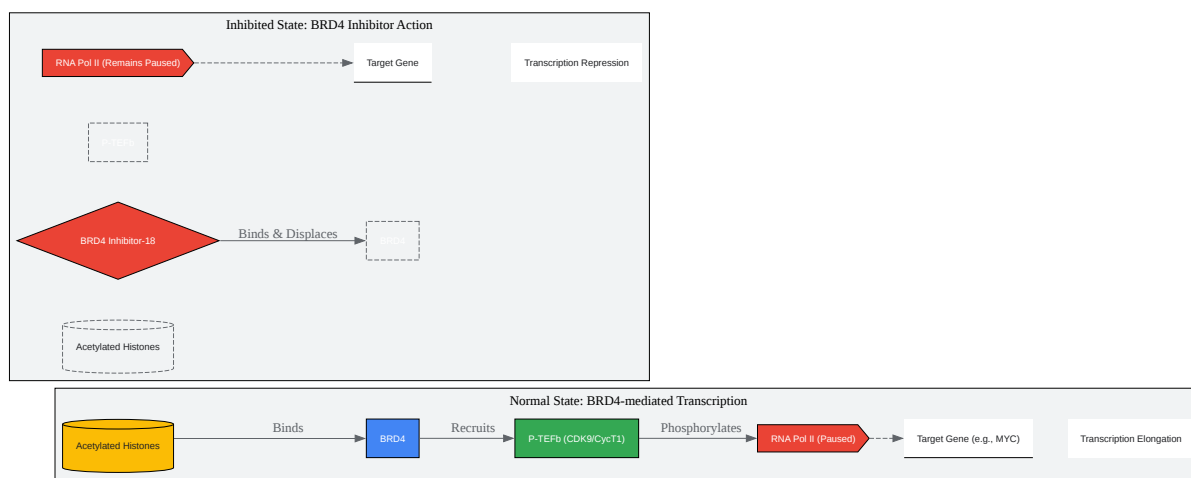 Inhibited State: BRD4 Inhibitor Action
RNA Pol II (Remains Paused)
Target Gene
Transcription Repression
P-TEFb
BRD4 Inhibitor-18
Binds & Displaces
BRD4
Acetylated Histones
Normal State: BRD4-mediated Transcription
Acetylated Histones
Binds
BRD4
Recruits
P-TEFb (CDK9/CycT1)
Phosphorylates
RNA Pol II (Paused)
Target Gene (e.g., MYC)
Transcription Elongation